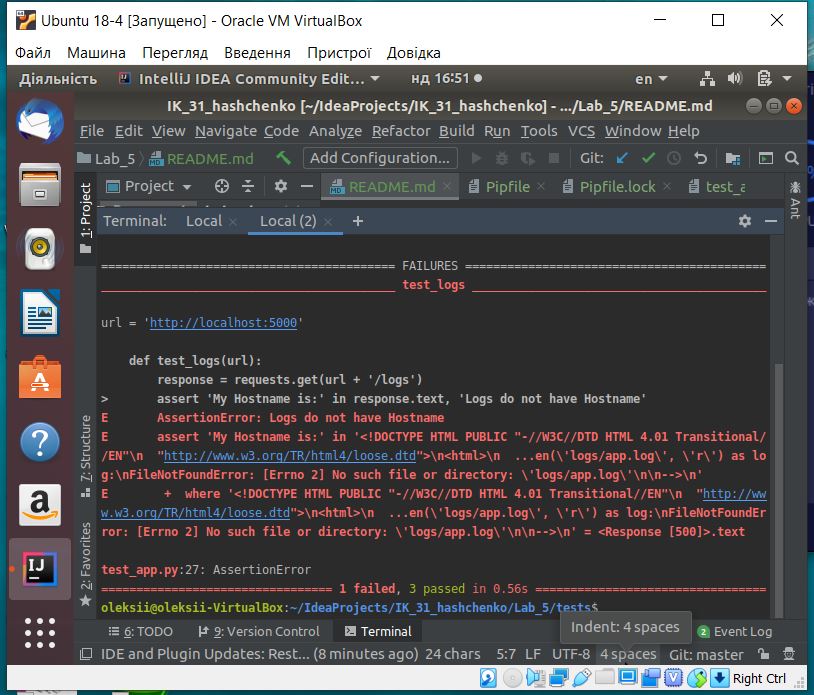 Ubuntu 18-4 [Запущено] - Oracle VM VirtualBox
Файл Машина Перегляд Введення Пристрої Довідка
Діяльність IntelliJ IDEA Community Edit... нд 16:51 en
IK_31_hashchenko [~/IdeaProjects/IK_31_hashchenko] - .../Lab_5/README.md
File Edit View Navigate Code Analyze Refactor Build Run Tools VCS Window Help
Lab_5 README.md Add Configuration... Git:
1: Project
Project README.md Pipfile Pipfile.lock test_a
Ant
Terminal: Local Local (2) +
=========================================== FAILURES ===========================================
___________________________________________ test_logs ___________________________________________
url = 'http://localhost:5000'
def test_logs(url):
response = requests.get(url + '/logs')
> assert 'My Hostname is:' in response.text, 'Logs do not have Hostname'
E AssertionError: Logs do not have Hostname
E assert 'My Hostname is:' in '<!DOCTYPE HTML PUBLIC "-//W3C//DTD HTML 4.01 Transitional/
/EN"\n "http://www.w3.org/TR/html4/loose.dtd">\n<html>\n ...en(\'logs/app.log\', \'r\') as lo
g:\nFileNotFoundError: [Errno 2] No such file or directory: \'logs/app.log\'\n\n-->\n'
E + where '<!DOCTYPE HTML PUBLIC "-//W3C//DTD HTML 4.01 Transitional//EN"\n "http://ww
w.w3.org/TR/html4/loose.dtd">\n<html>\n ...en(\'logs/app.log\', \'r\') as log:\nFileNotFoundEr
ror: [Errno 2] No such file or directory: \'logs/app.log\'\n\n-->\n' = <Response [500]>.text
test_app.py:27: AssertionError
================================= 1 failed, 3 passed in 0.56s =================================
oleksii@oleksii-VirtualBox:~/IdeaProjects/IK_31_hashchenko/Lab_5/tests$
Z: Structure
2: Favorites
a
IJ
Indent: 4 spaces
6: TODO 9: Version Control Terminal 2 Event Log
IDE and Plugin Updates: Rest... (8 minutes ago) 24 chars 5:7 LF UTF-8 4 spaces Git: master
Right Ctrl